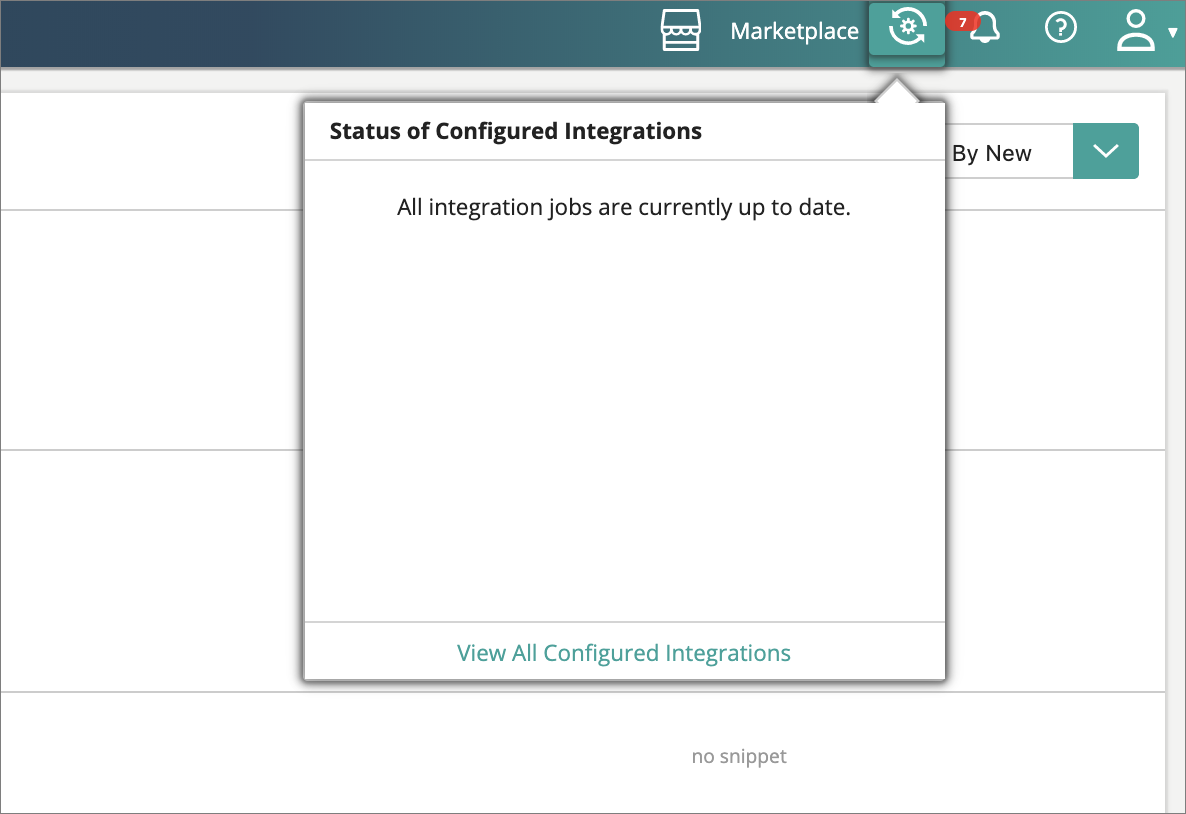 Marketplace
7
?
Status of Configured Integrations
By New
All integration jobs are currently up to date.
View All Configured Integrations
no snippet